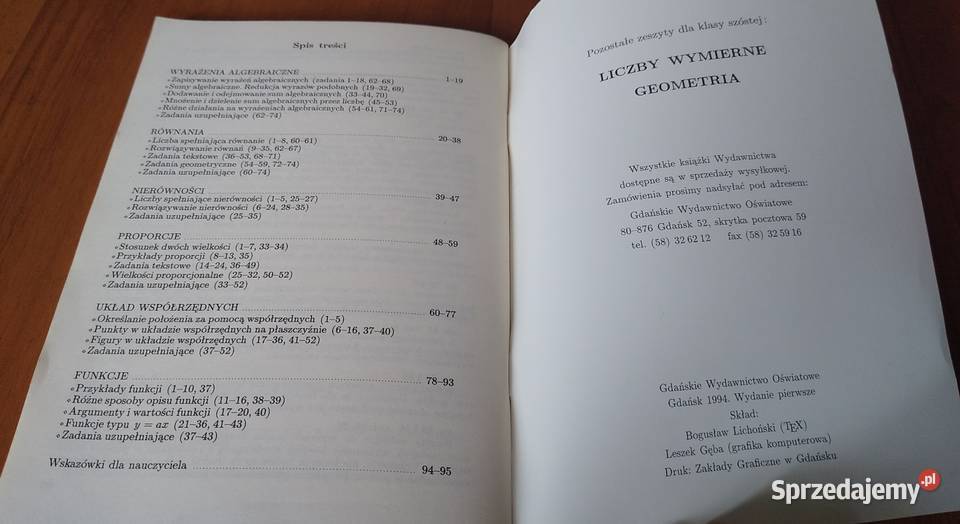 Spis treści
WYRAŻENIA ALGEBRAICZNE 1–19
∘Zapisywanie wyrażeń algebraicznych (zadania 1–18, 62–68)
∘Sumy algebraiczne. Redukcja wyrazów podobnych (19–32, 69)
∘Dodawanie i odejmowanie sum algebraicznych (33–44, 70)
∘Mnożenie i dzielenie sum algebraicznych przez liczbę (45–53)
∘Różne działania na wyrażeniach algebraicznych (54–61, 71–74)
∘Zadania uzupełniające (62–74)
RÓWNANIA 20–38
∘Liczba spełniająca równanie (1–8, 60–61)
∘Rozwiązywanie równań (9–35, 62–67)
∘Zadania tekstowe (36–53, 68–71)
∘Zadania geometryczne (54–59, 72–74)
∘Zadania uzupełniające (60–74)
NIERÓWNOŚCI 39–47
∘Liczby spełniające nierówności (1–5, 25–27)
∘Rozwiązywanie nierówności (6–24, 28–35)
∘Zadania uzupełniające (25–35)
PROPORCJE 48–59
∘Stosunek dwóch wielkości (1–7, 33–34)
∘Przykłady proporcji (8–13, 35)
∘Zadania tekstowe (14–24, 36–49)
∘Wielkości proporcjonalne (25–32, 50–52)
∘Zadania uzupełniające (33–52)
UKŁAD WSPÓŁRZĘDNYCH 60–77
∘Określanie położenia za pomocą współrzędnych (1–5)
∘Punkty w układzie współrzędnych na płaszczyźnie (6–16, 37–40)
∘Figury w układzie współrzędnych (17–36, 41–52)
∘Zadania uzupełniające (37–52)
FUNKCJE 78–93
∘Przykłady funkcji (1–10, 37)
∘Różne sposoby opisu funkcji (11–16, 38–39)
∘Argumenty i wartości funkcji (17–20, 40)
∘Funkcje typu y = ax (21–36, 41–43)
∘Zadania uzupełniające (37–43)
Wskazówki dla nauczyciela 94–95
Pozostałe zeszyty dla klasy szóstej:
LICZBY WYMIERNE
GEOMETRIA
Wszystkie książki Wydawnictwa
dostępne są w sprzedaży wysyłkowej.
Zamówienia prosimy nadsyłać pod adresem:
Gdańskie Wydawnictwo Oświatowe
80–876 Gdańsk 52, skrytka pocztowa 59
tel. (58) 32 62 12 fax (58) 32 59 16
Gdańskie Wydawnictwo Oświatowe
Gdańsk 1994. Wydanie pierwsze
Skład:
Bogusław Lichoński (TEX)
Leszek Gęba (grafika komputerowa)
Druk: Zakłady Graficzne w Gdańsku
Sprzedajemy.pl